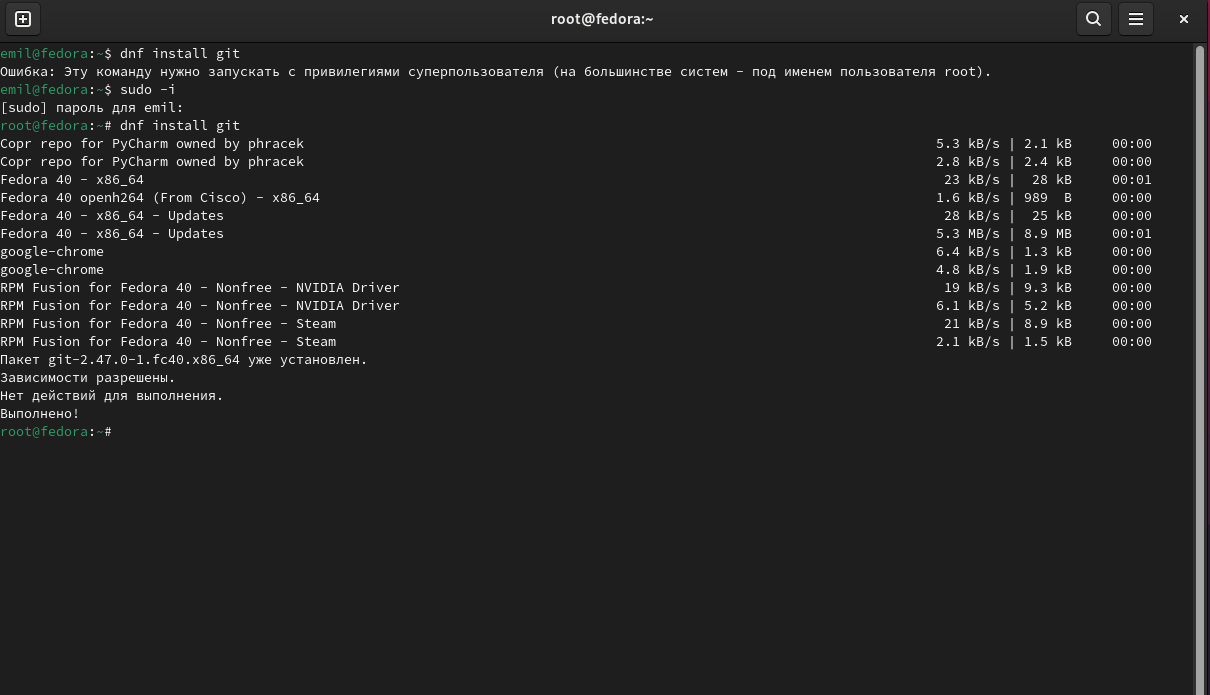 root@fedora:~
emil@fedora:~$ dnf install git
Ошибка: Эту команду нужно запускать с привилегиями суперпользователя (на большинстве систем - под именем пользователя root).
emil@fedora:~$ sudo -i
[sudo] пароль для emil:
root@fedora:~# dnf install git
Copr repo for PyCharm owned by phracek 5.3 kB/s | 2.1 kB 00:00
Copr repo for PyCharm owned by phracek 2.8 kB/s | 2.4 kB 00:00
Fedora 40 - x86_64 23 kB/s | 28 kB 00:01
Fedora 40 openh264 (From Cisco) - x86_64 1.6 kB/s | 989 B 00:00
Fedora 40 - x86_64 - Updates 28 kB/s | 25 kB 00:00
Fedora 40 - x86_64 - Updates 5.3 MB/s | 8.9 MB 00:01
google-chrome 6.4 kB/s | 1.3 kB 00:00
google-chrome 4.8 kB/s | 1.9 kB 00:00
RPM Fusion for Fedora 40 - Nonfree - NVIDIA Driver 19 kB/s | 9.3 kB 00:00
RPM Fusion for Fedora 40 - Nonfree - NVIDIA Driver 6.1 kB/s | 5.2 kB 00:00
RPM Fusion for Fedora 40 - Nonfree - Steam 21 kB/s | 8.9 kB 00:00
RPM Fusion for Fedora 40 - Nonfree - Steam 2.1 kB/s | 1.5 kB 00:00
Пакет git-2.47.0-1.fc40.x86_64 уже установлен.
Зависимости разрешены.
Нет действий для выполнения.
Выполнено!
root@fedora:~#